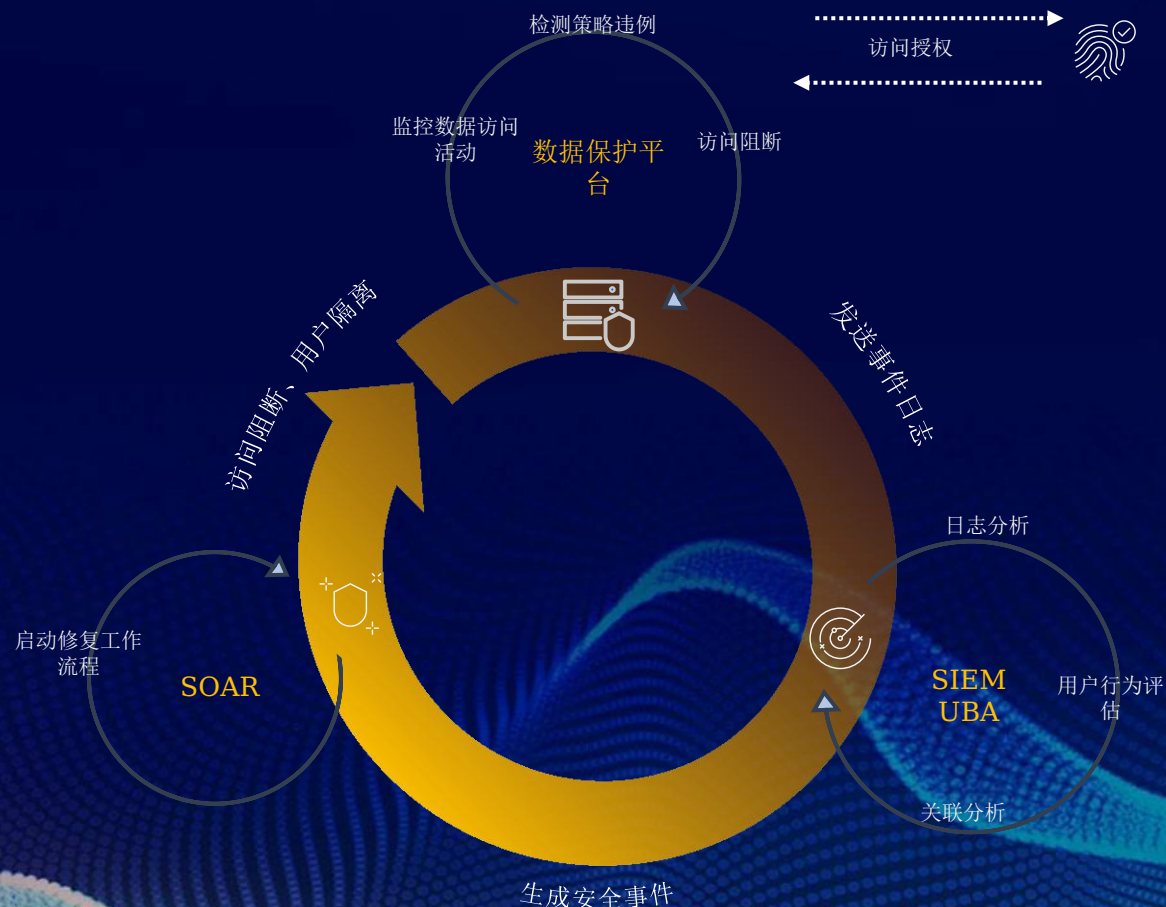 检测策略违例
访问授权
监控数据访问
活动
数据保护平
台
访问阻断
访问阻断、用户隔离
发送事件日志
日志分析
启动修复工作
流程
SOAR
SIEM
UBA
用户行为评
估
关联分析
生成安全事件